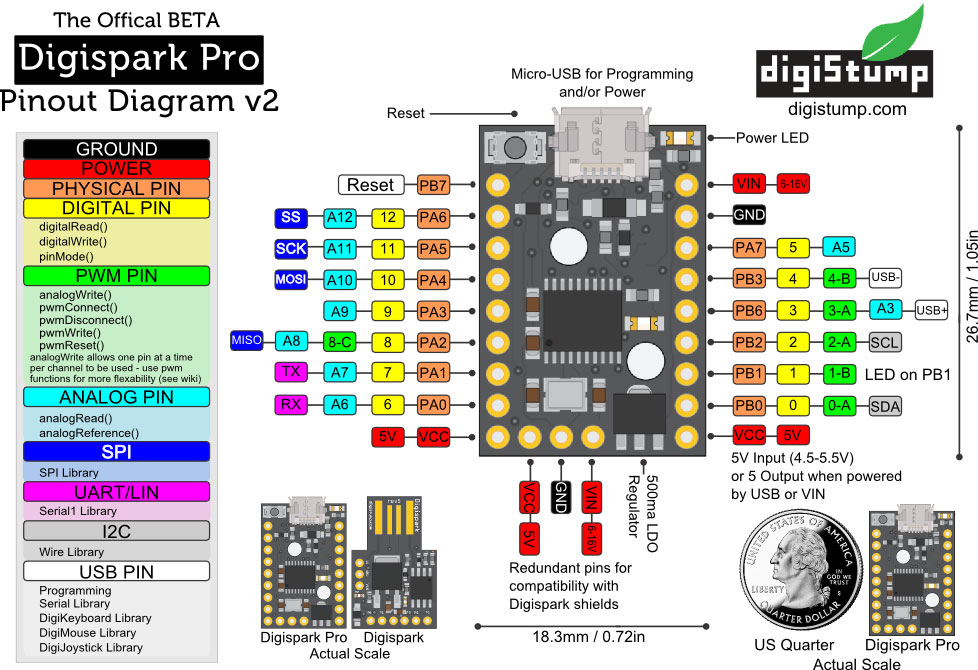 The Offical BETA
Digispark Pro
Pinout Diagram v2
digiStump
digistump.com
Micro-USB for Programming
and/or Power
Reset
Power LED
GROUND
POWER
PHYSICAL PIN
DIGITAL PIN
digitalRead()
digitalWrite()
pinMode()
PWM PIN
analogWrite()
pwmConnect()
pwmDisconnect()
pwmWrite()
pwmReset()
analogWrite allows one pin at a time
per channel to be used - use pwm
functions for more flexability (see wiki)
ANALOG PIN
analogRead()
analogReference()
SPI
SPI Library
UART/LIN
Serial1 Library
I2C
Wire Library
USB PIN
Programming
Serial Library
DigiKeyboard Library
DigiMouse Library
DigiJoystick Library
Reset PB7
SS A12 12 PA6
SCK A11 11 PA5
MOSI A10 10 PA4
A9 9 PA3
MISO A8 8-C 8 PA2
TX A7 7 PA1
RX A6 6 PA0
5V VCC
VIN 6-16V
GND
PA7 5 A5
PB3 4 4-B USB-
PB6 3 3-A A3 USB+
PB2 2 2-A SCL
PB1 1 1-B LED on PB1
PB0 0 0-A SDA
VCC 5V
5V Input (4.5-5.5V)
or 5 Output when powered
by USB or VIN
26.7mm / 1.05in
VCC 5V
GND
VIN 6-16V
500ma LDO
Regulator
Redundant pins for
compatibility with
Digispark shields
18.3mm / 0.72in
rev5
Digispark
Digispark Pro
Digispark
Actual Scale
UNITED STATES OF AMERICA
LIBERTY
IN
GOD WE
TRUST
S
QUARTER DOLLAR
US Quarter
Digispark Pro
Actual Scale